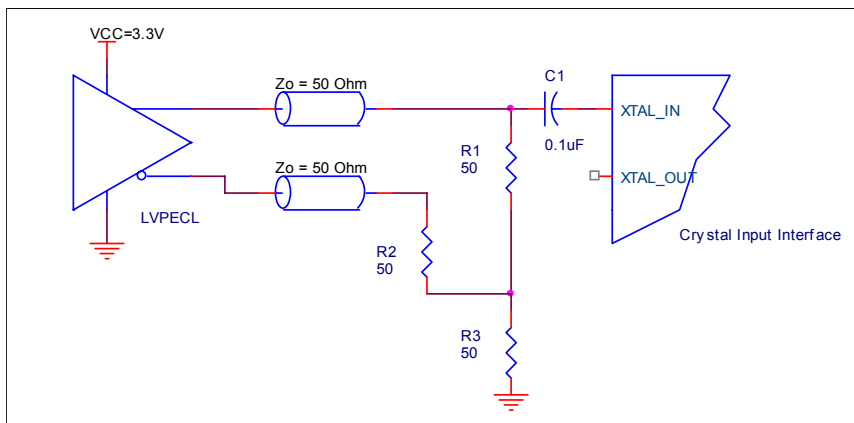 VCC=3.3V
Zo = 50 Ohm
C1
0.1uF
XTAL_IN
R1
50
Zo = 50 Ohm
XTAL_OUT
LVPECL
Crystal Input Interface
R2
50
R3
50